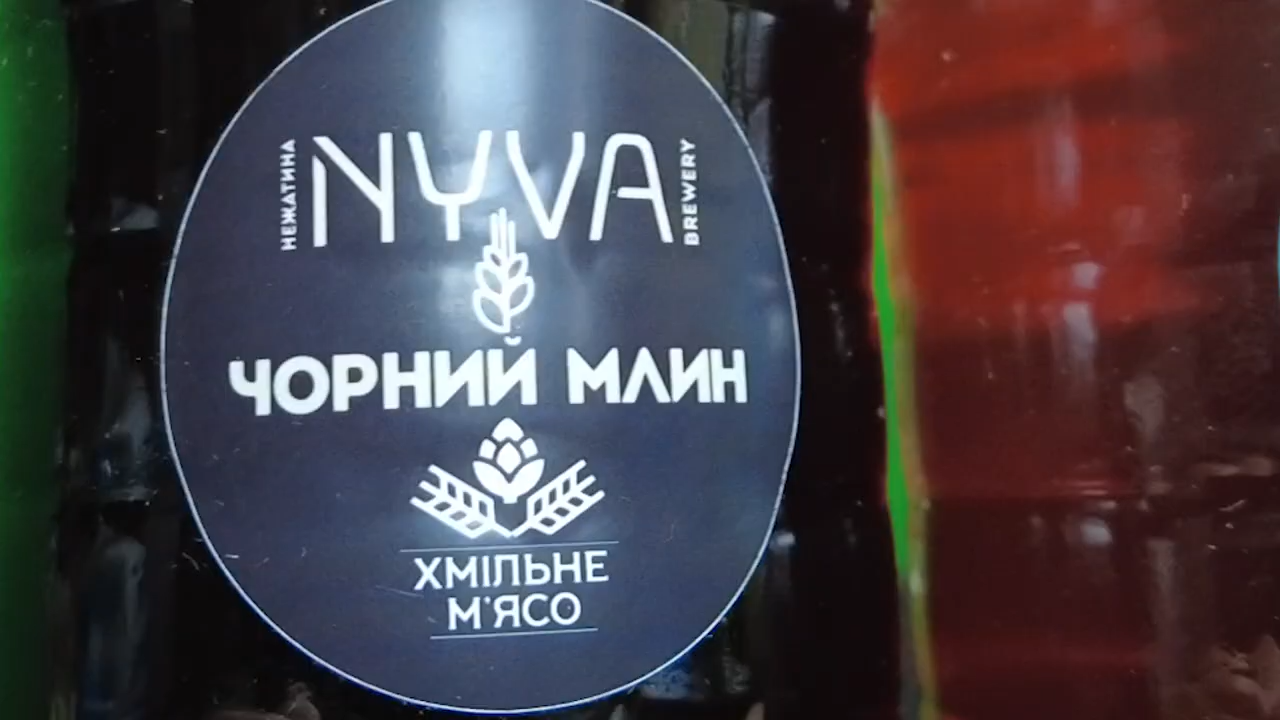 НЕЖАТИНА
NYVA
BREWERY
ЧОРНИЙ МЛИН
ХМІЛЬНЕ
М'ЯСО